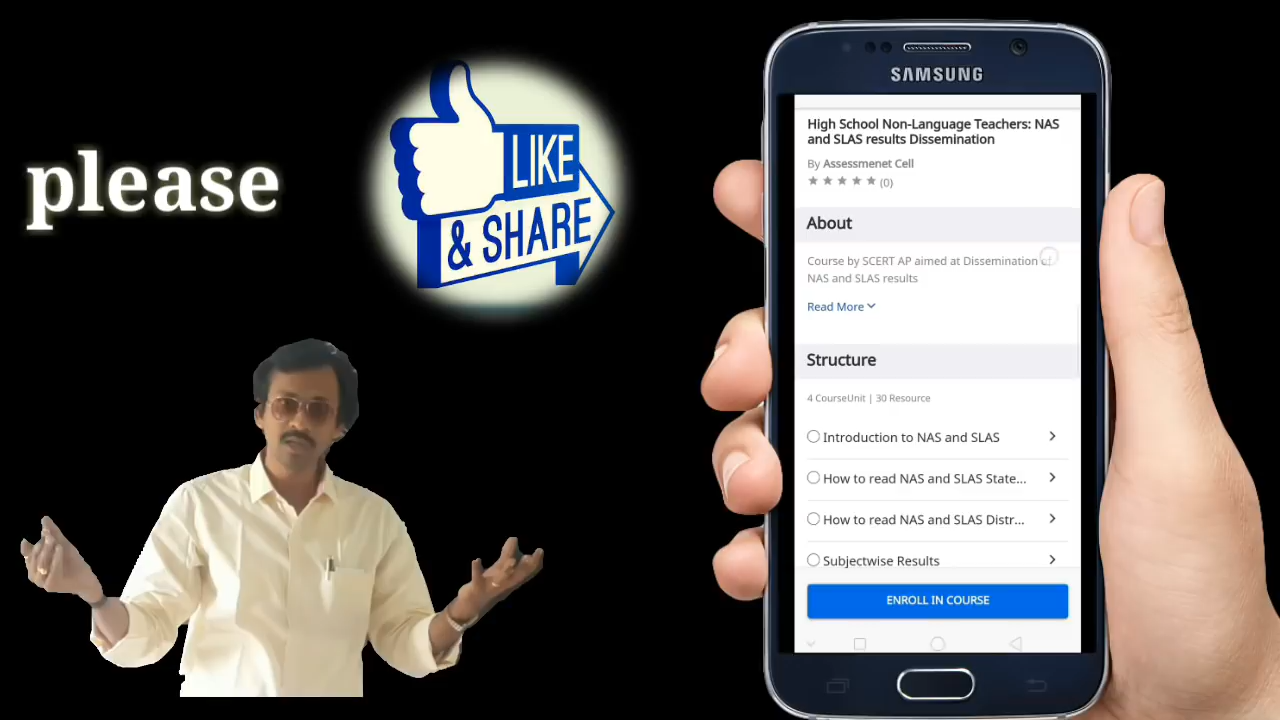 please
LIKE
& SHARE
SAMSUNG
High School Non-Language Teachers: NAS
and SLAS results Dissemination
By Assessmenet Cell
(0)
About
Course by SCERT AP aimed at Dissemination of
NAS and SLAS results
Read More
Structure
4 CourseUnit | 30 Resource
Introduction to NAS and SLAS
How to read NAS and SLAS State...
How to read NAS and SLAS Distr...
Subjectwise Results
ENROLL IN COURSE